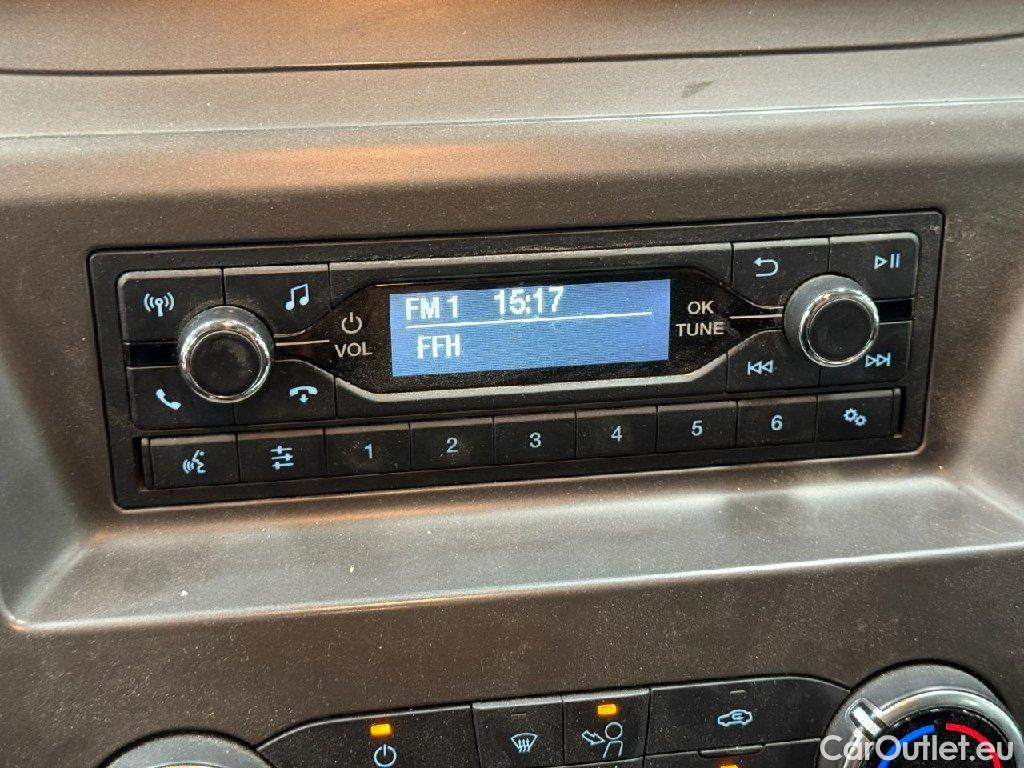 FM 1 15:17
FFH
VOL
OK
TUNE
1 2 3 4 5 6
CarOutlet.eu